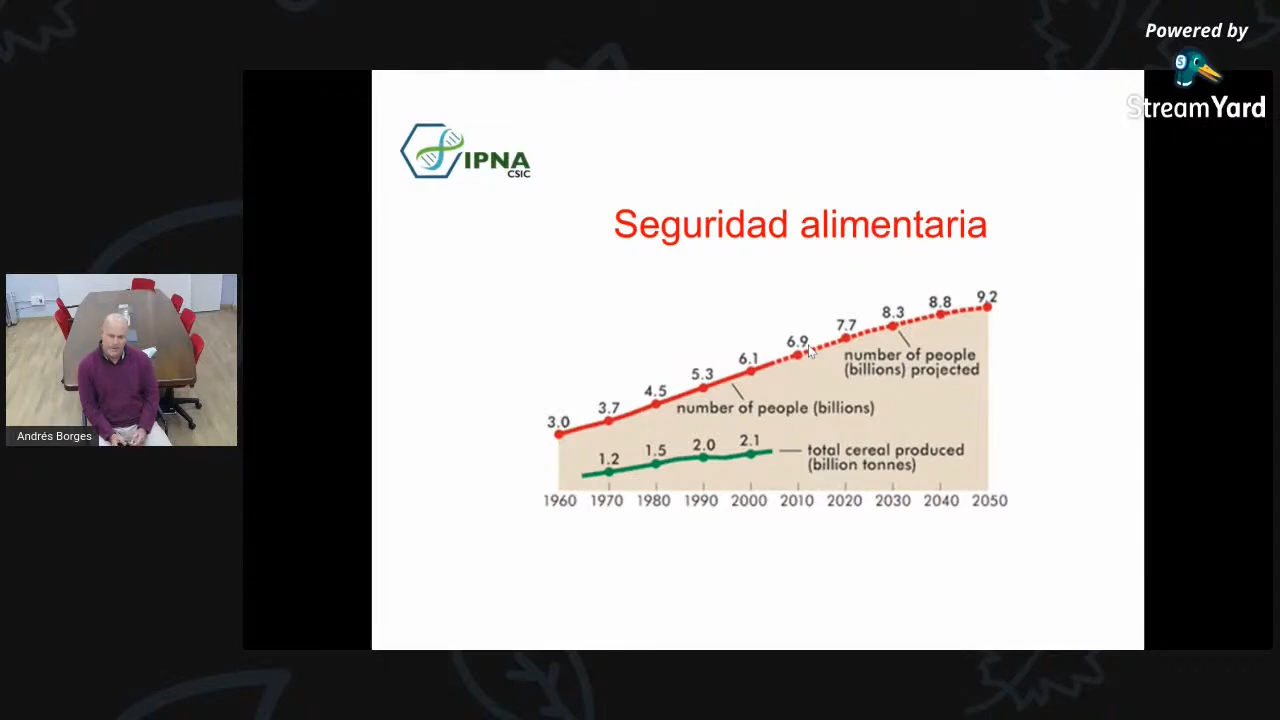 Powered by
StreamYard
IPNA
CSIC
Seguridad alimentaria
9.2
8.8
8.3
7.7
6.9
6.1
5.3
4.5
3.7
3.0
number of people
(billions) projected
number of people (billions)
1.2
1.5
2.0
2.1
total cereal produced
(billion tonnes)
1960 1970 1980 1990 2000 2010 2020 2030 2040 2050
Andrés Borges